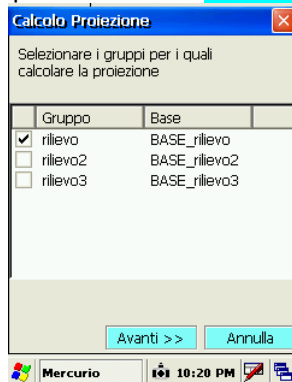 Calcolo Proiezione
Selezionare i gruppi per i quali
calcolare la proiezione
Gruppo Base
rilievo BASE_rilievo
rilievo2 BASE_rilievo2
rilievo3 BASE_rilievo3
Avanti >> Annulla
Mercurio 10:20 PM